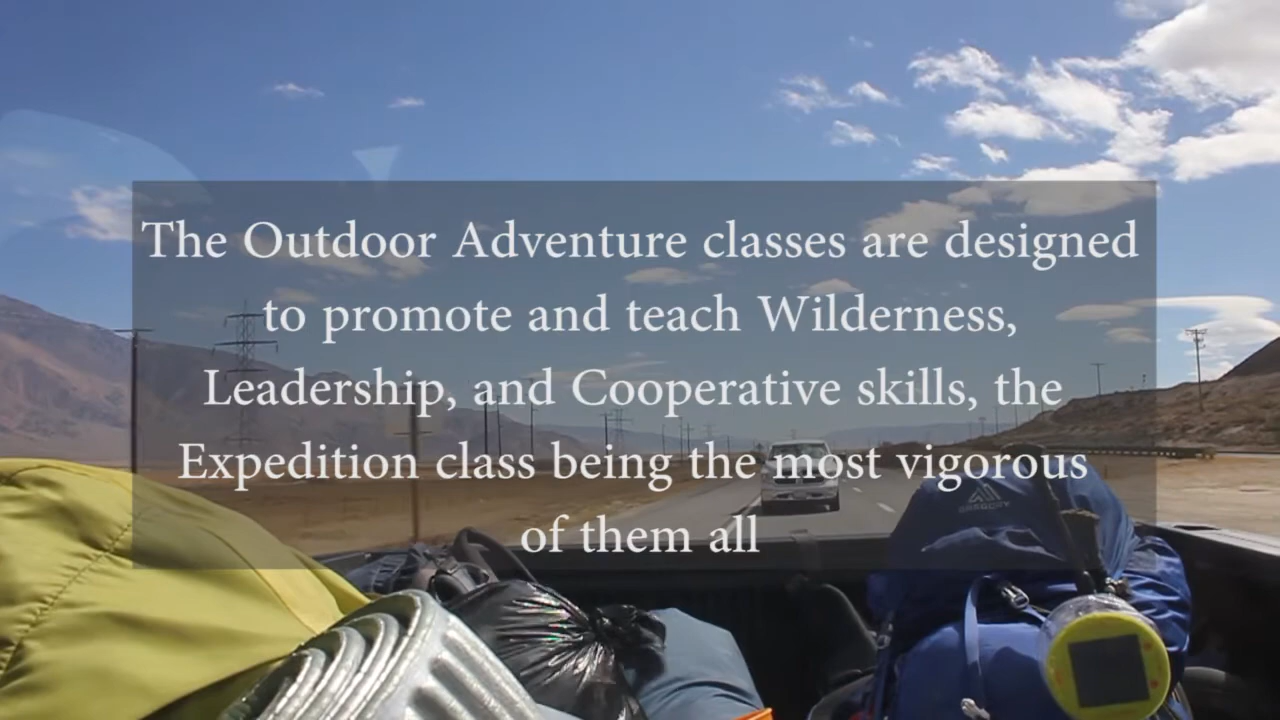 The Outdoor Adventure classes are designed
to promote and teach Wilderness,
Leadership, and Cooperative skills, the
Expedition class being the most vigorous
of them all
GREGORY